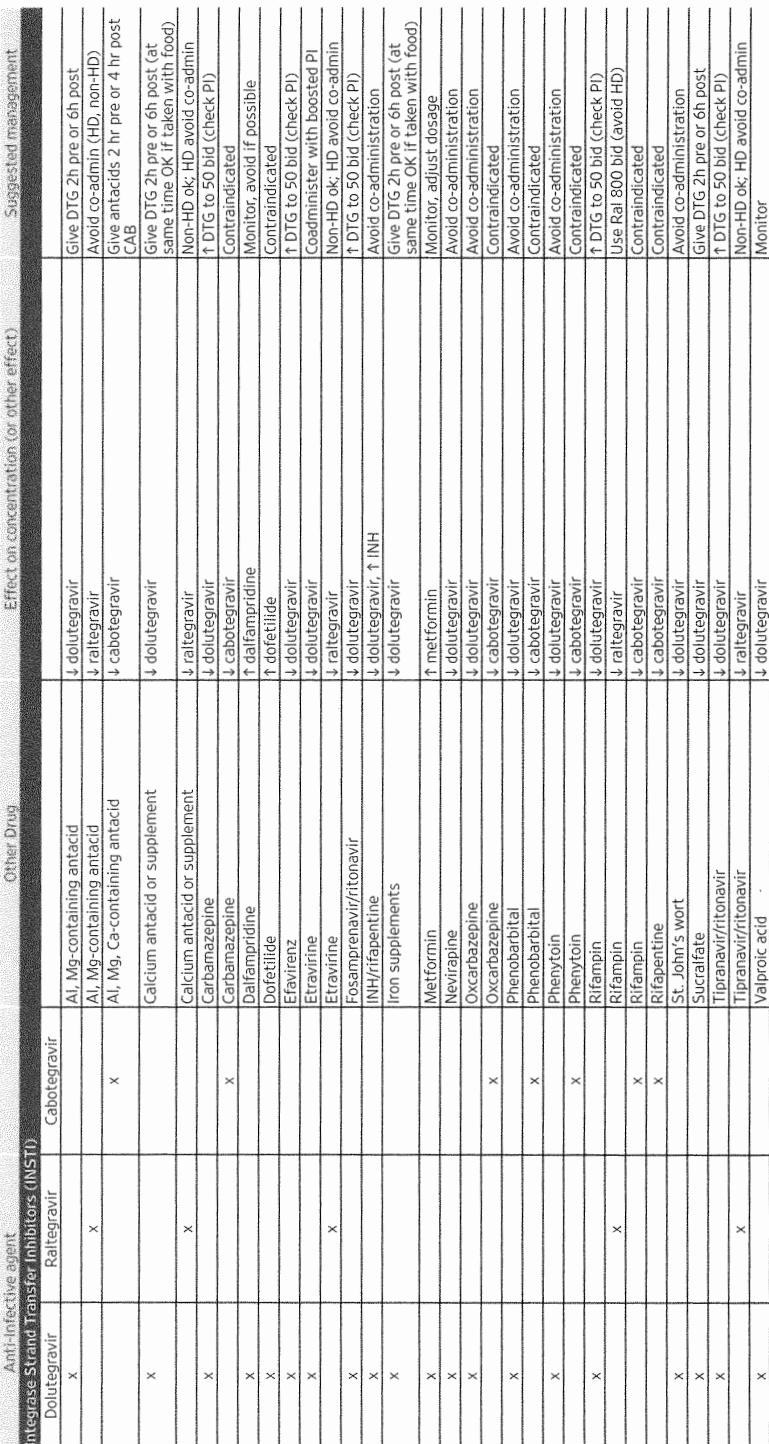 Anti-Infective agent Other Drug Effect on concentration (or other effect) Suggested management
ntegrase Strand Transfer Inhibitors (INSTI)
Dolutegravir Raltegravir Cabotegravir
x Al, Mg-containing antacid ↓ dolutegravir Give DTG 2h pre or 6h post
x Al, Mg-containing antacid ↓ raltegravir Avoid co-admin (HD, non-HD)
x Al, Mg, Ca-containing antacid ↓ cabotegravir Give antacids 2 hr pre or 4 hr post
CAB
x Calcium antacid or supplement ↓ dolutegravir Give DTG 2h pre or 6h post (at
same time OK if taken with food)
x Calcium antacid or supplement ↓ raltegravir Non-HD ok; HD avoid co-admin
x Carbamazepine ↓ dolutegravir ↑ DTG to 50 bid (check PI)
x Carbamazepine ↓ cabotegravir Contraindicated
x Dalfampridine ↑ dalfampridine Monitor, avoid if possible
x Dofetilide ↑ dofetilide Contraindicated
x Efavirenz ↓ dolutegravir ↑ DTG to 50 bid (check PI)
x Etravirine ↓ dolutegravir Coadminister with boosted PI
x Etravirine ↓ raltegravir Non-HD ok; HD avoid co-admin
x Fosamprenavir/ritonavir ↓ dolutegravir ↑ DTG to 50 bid (check PI)
x INH/rifapentine ↓ dolutegravir, ↑ INH Avoid co-administration
x Iron supplements ↓ dolutegravir Give DTG 2h pre or 6h post (at
same time OK if taken with food)
x Metformin ↑ metformin Monitor, adjust dosage
x Nevirapine ↓ dolutegravir Avoid co-administration
x Oxcarbazepine ↓ dolutegravir Avoid co-administration
x Oxcarbazepine ↓ cabotegravir Contraindicated
x Phenobarbital ↓ dolutegravir Avoid co-administration
x Phenobarbital ↓ cabotegravir Contraindicated
x Phenytoin ↓ dolutegravir Avoid co-administration
x Phenytoin ↓ cabotegravir Contraindicated
x Rifampin ↓ dolutegravir ↑ DTG to 50 bid (check PI)
x Rifampin ↓ raltegravir Use Ral 800 bid (avoid HD)
x Rifampin ↓ cabotegravir Contraindicated
x Rifapentine ↓ cabotegravir Contraindicated
x St. John's wort ↓ dolutegravir Avoid co-administration
x Sucralfate ↓ dolutegravir Give DTG 2h pre or 6h post
x Tipranavir/ritonavir ↓ dolutegravir ↑ DTG to 50 bid (check PI)
x Tipranavir/ritonavir ↓ raltegravir Non-HD ok; HD avoid co-admin
x Valproic acid ↓ dolutegravir Monitor